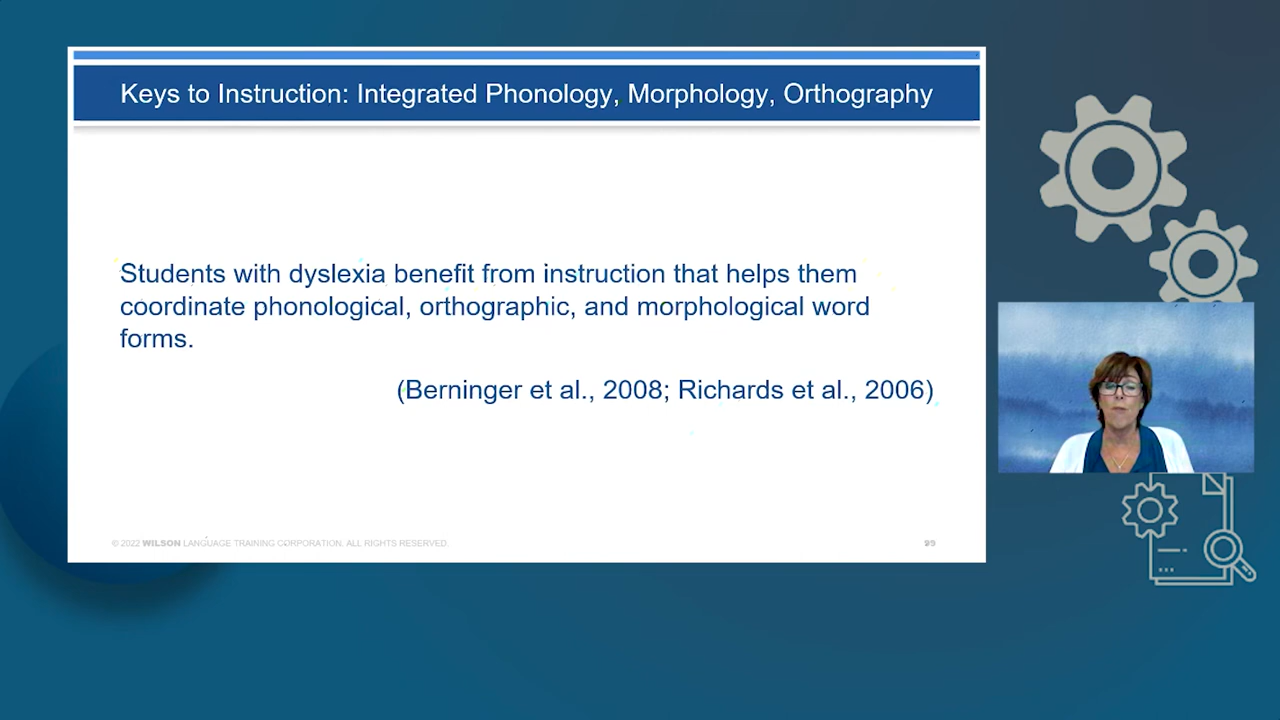 Keys to Instruction: Integrated Phonology, Morphology, Orthography
Students with dyslexia benefit from instruction that helps them
coordinate phonological, orthographic, and morphological word
forms.
(Berninger et al., 2008; Richards et al., 2006)
© 2022 WILSON LANGUAGE TRAINING CORPORATION. ALL RIGHTS RESERVED.